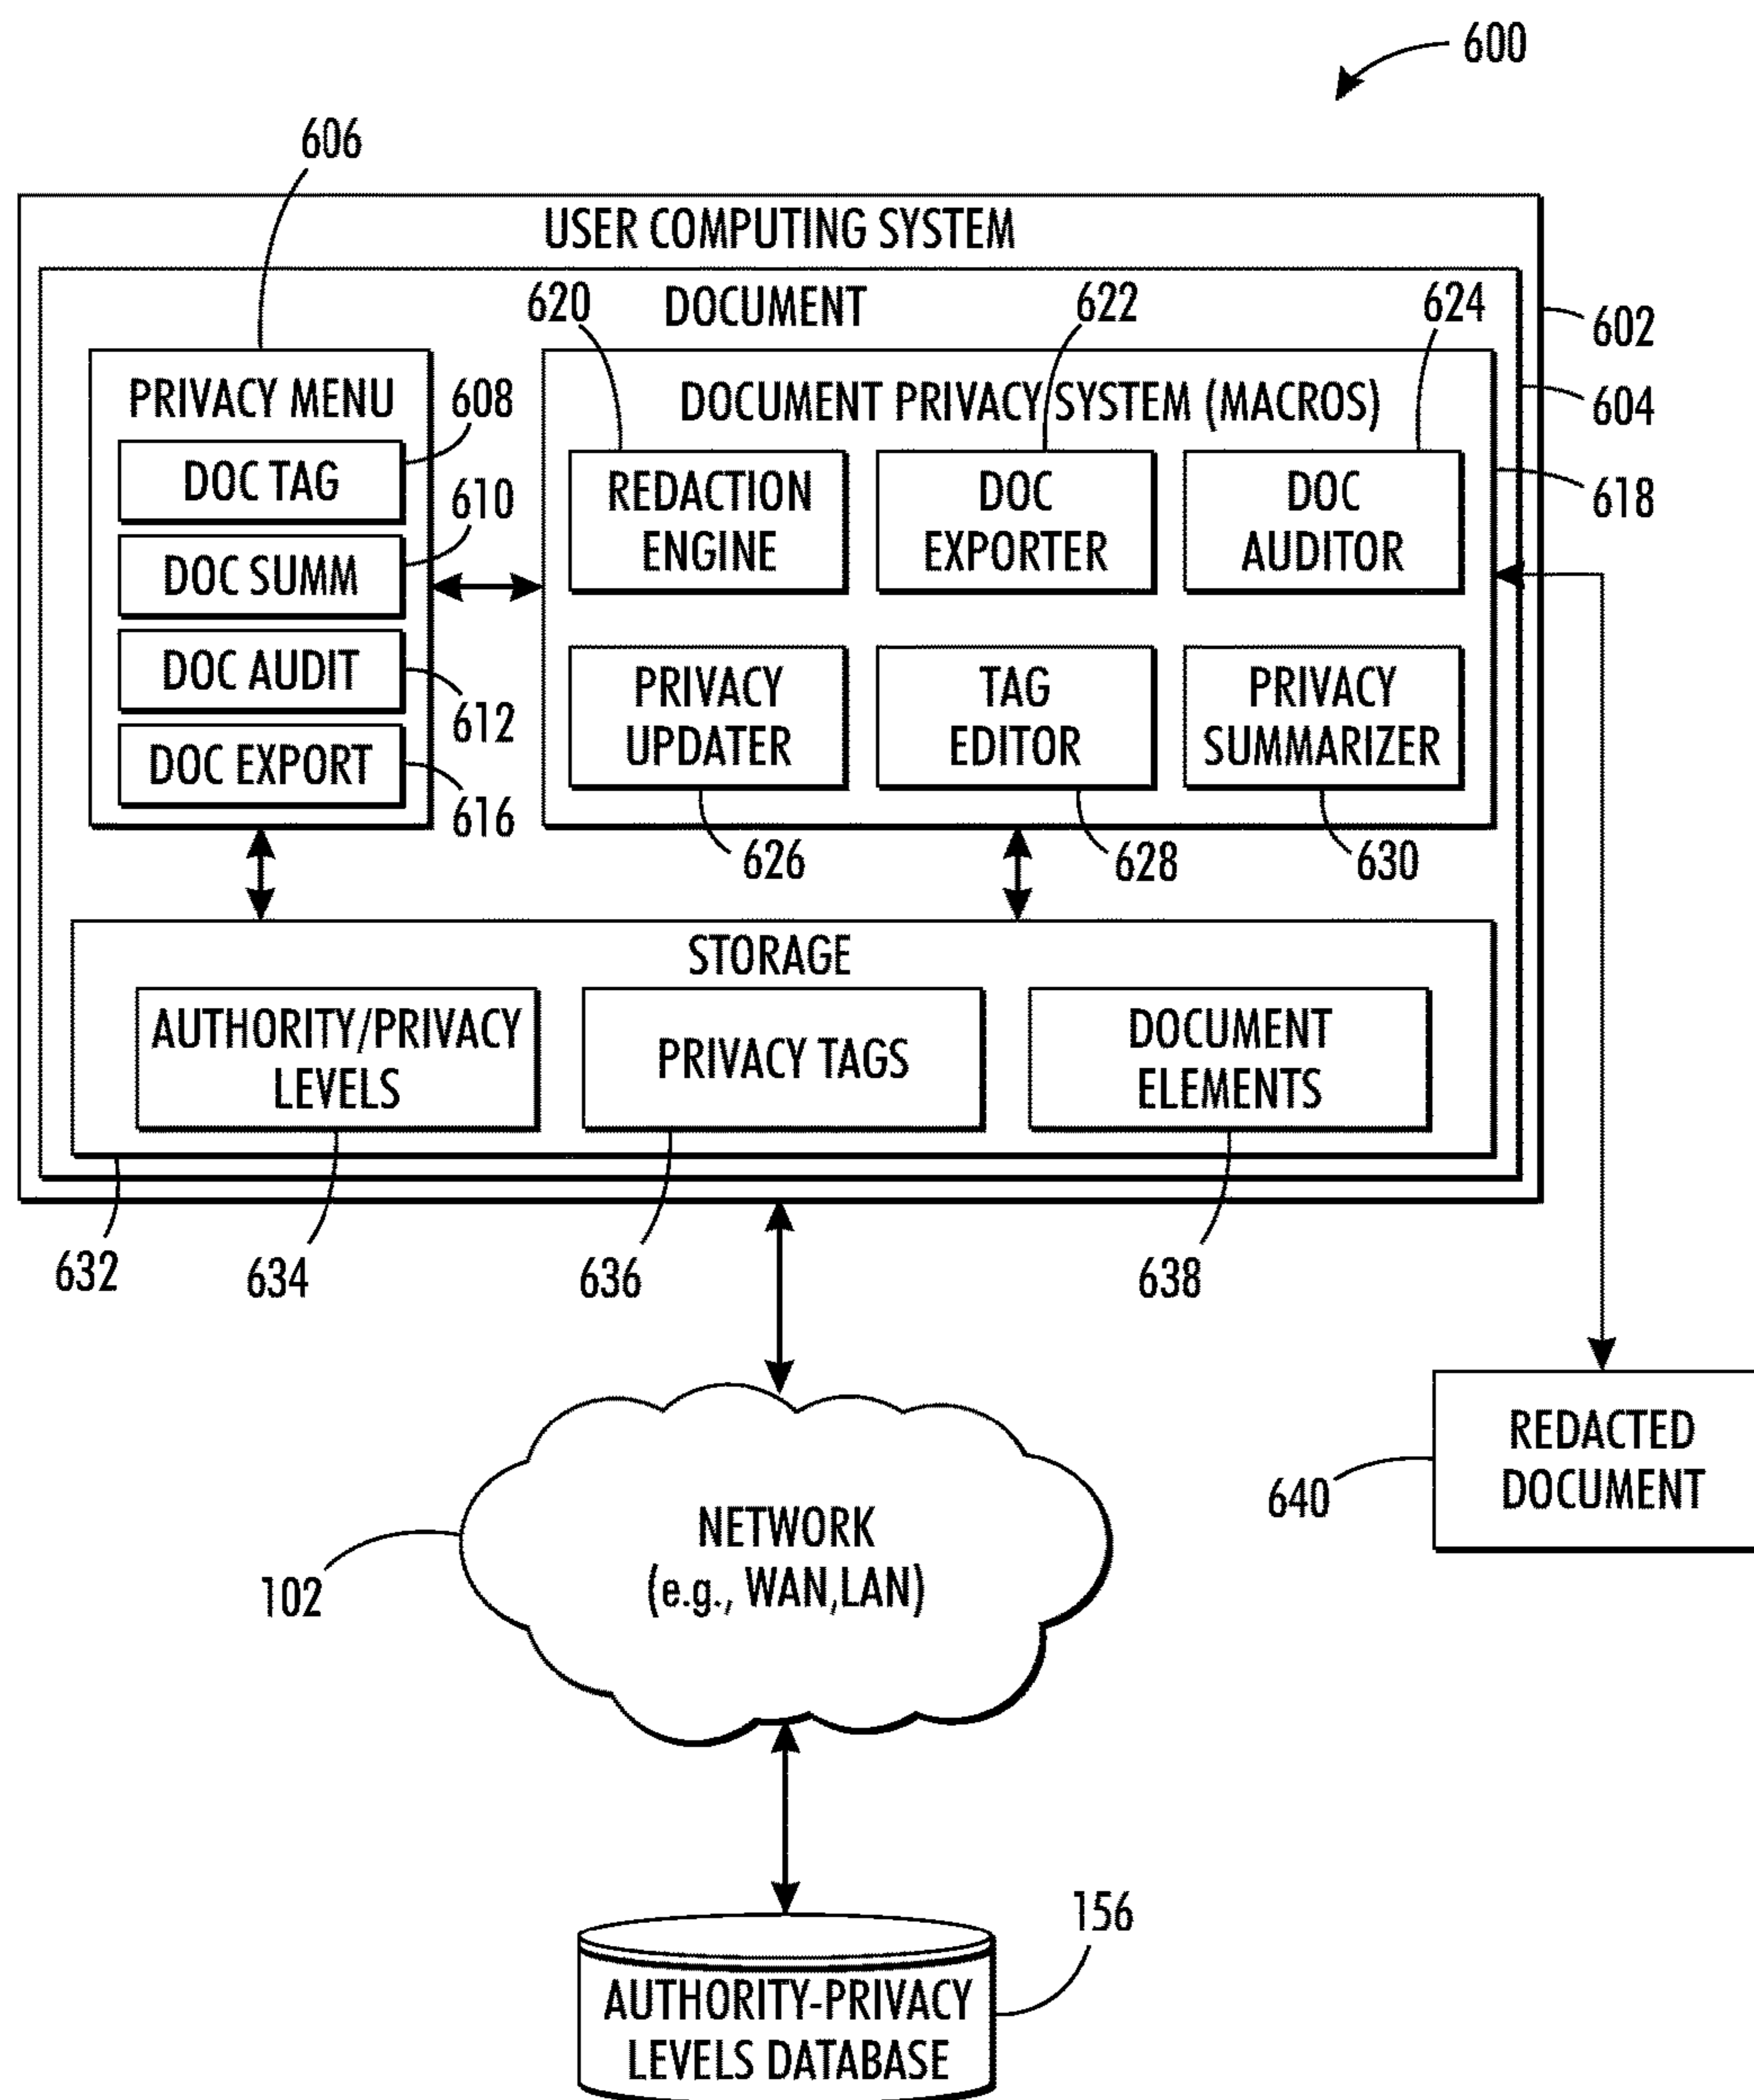 600
606
USER COMPUTING SYSTEM
DOCUMENT
620
622
624
602
PRIVACY MENU
608
DOCUMENT PRIVACY SYSTEM (MACROS)
604
DOC TAG
610
REDACTION
ENGINE
DOC
EXPORTER
DOC
AUDITOR
618
DOC SUMM
DOC AUDIT
612
PRIVACY
UPDATER
TAG
EDITOR
PRIVACY
SUMMARIZER
DOC EXPORT
616
626
628
630
STORAGE
AUTHORITY/PRIVACY
LEVELS
PRIVACY TAGS
DOCUMENT
ELEMENTS
632
634
636
638
REDACTED
DOCUMENT
640
NETWORK
(e.g., WAN,LAN)
102
156
AUTHORITY-PRIVACY
LEVELS DATABASE